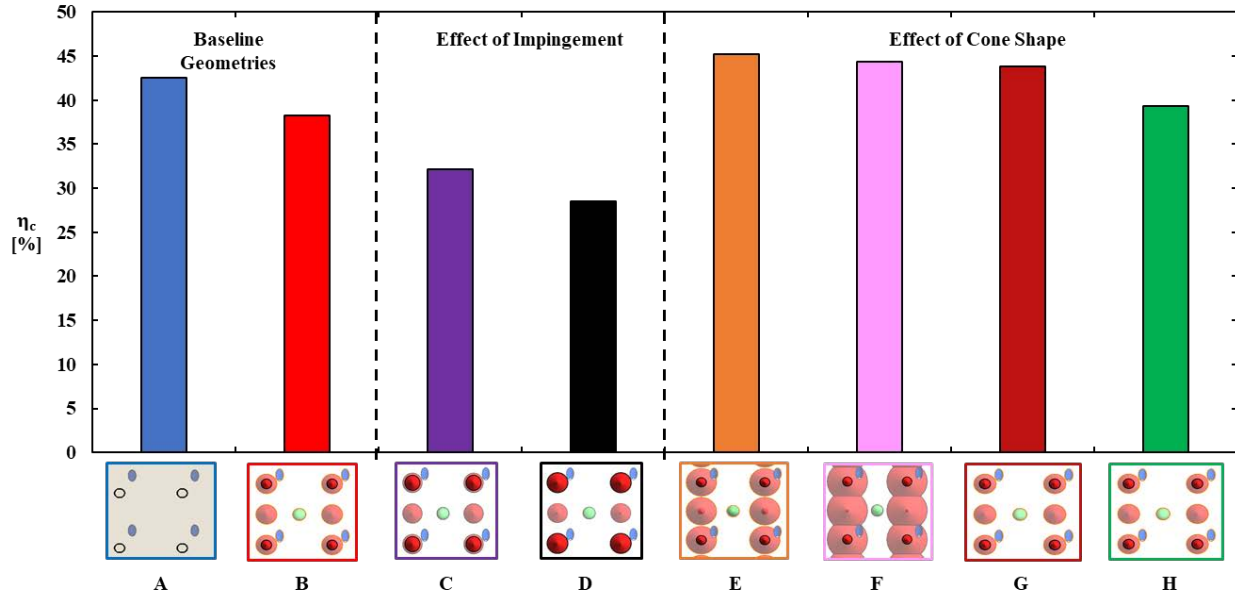 50
45
40
35
30
25
20
15
10
5
0
ηc
[%]
Baseline
Geometries
Effect of Impingement
Effect of Cone Shape
A B C D E F G H